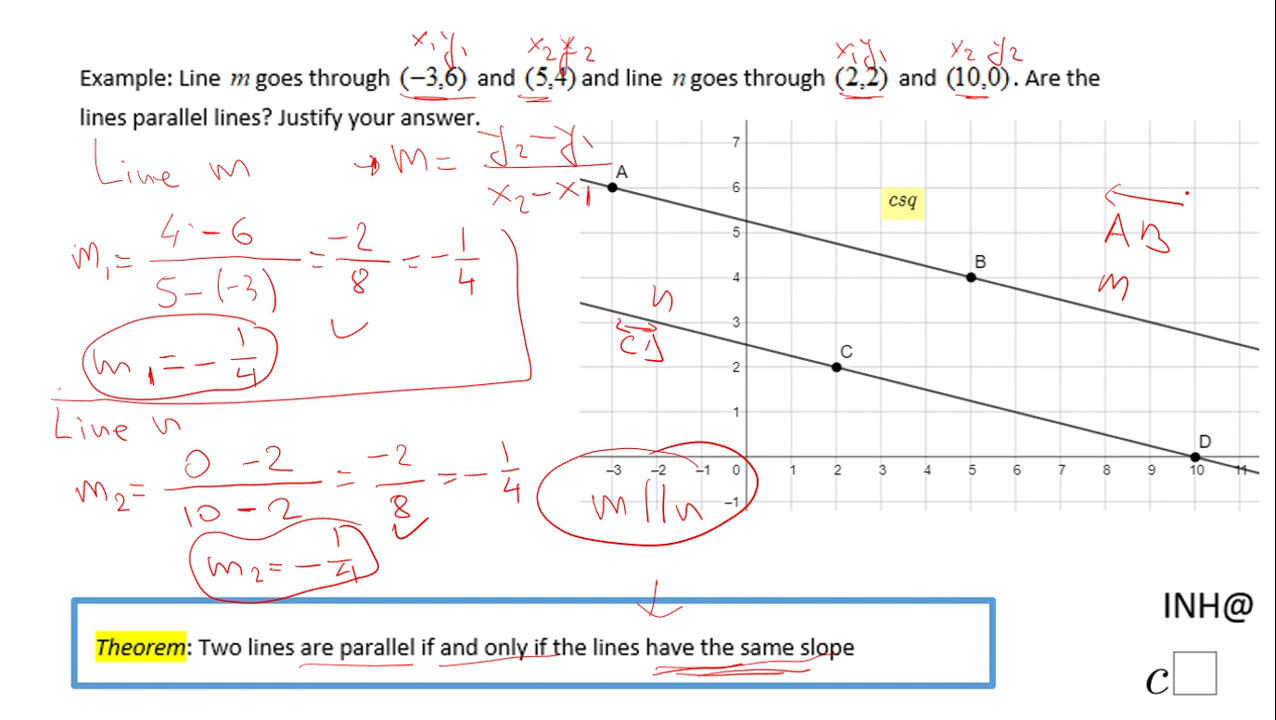 x₁ y₁ x₂ y₂ x₁ y₁ x₂ y₂
Example: Line m goes through (−3,6) and (5,4) and line n goes through (2,2) and (10,0). Are the
lines parallel lines? Justify your answer.
Line m → m = (y₂ − y₁)/(x₂ − x₁)
m₁ = (4 − 6)/(5 − (−3)) = −2/8 = −1/4 ✓
m₁ = −1/4
Line n
m₂ = (0 − 2)/(10 − 2) = −2/8 = −1/4 ✓
m₂ = −1/4
7
6
5
4
3
2
1
−1
−3 −2 −1 0 1 2 3 4 5 6 7 8 9 10 11
A
B
C
D
csq
AB
m
n
CD
m || n
Theorem: Two lines are parallel if and only if the lines have the same slope
INH@
c□